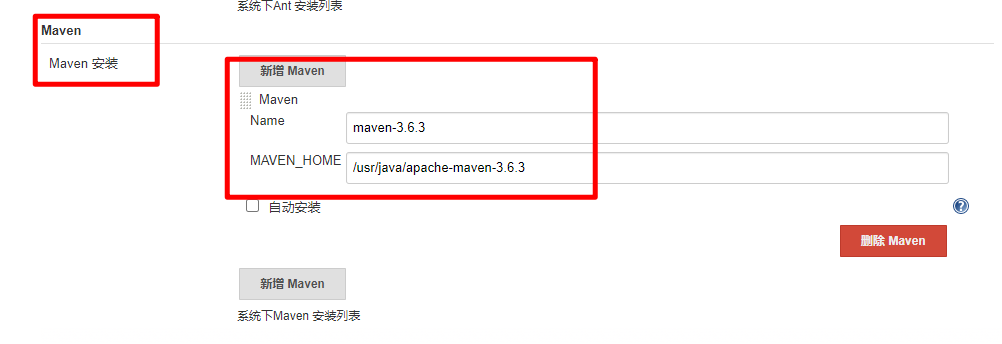 系统下Ant 安装列表
Maven
Maven 安装
新增 Maven
Maven
Name
maven-3.6.3
MAVEN_HOME
/usr/java/apache-maven-3.6.3
自动安装
?
删除 Maven
新增 Maven
系统下Maven 安装列表